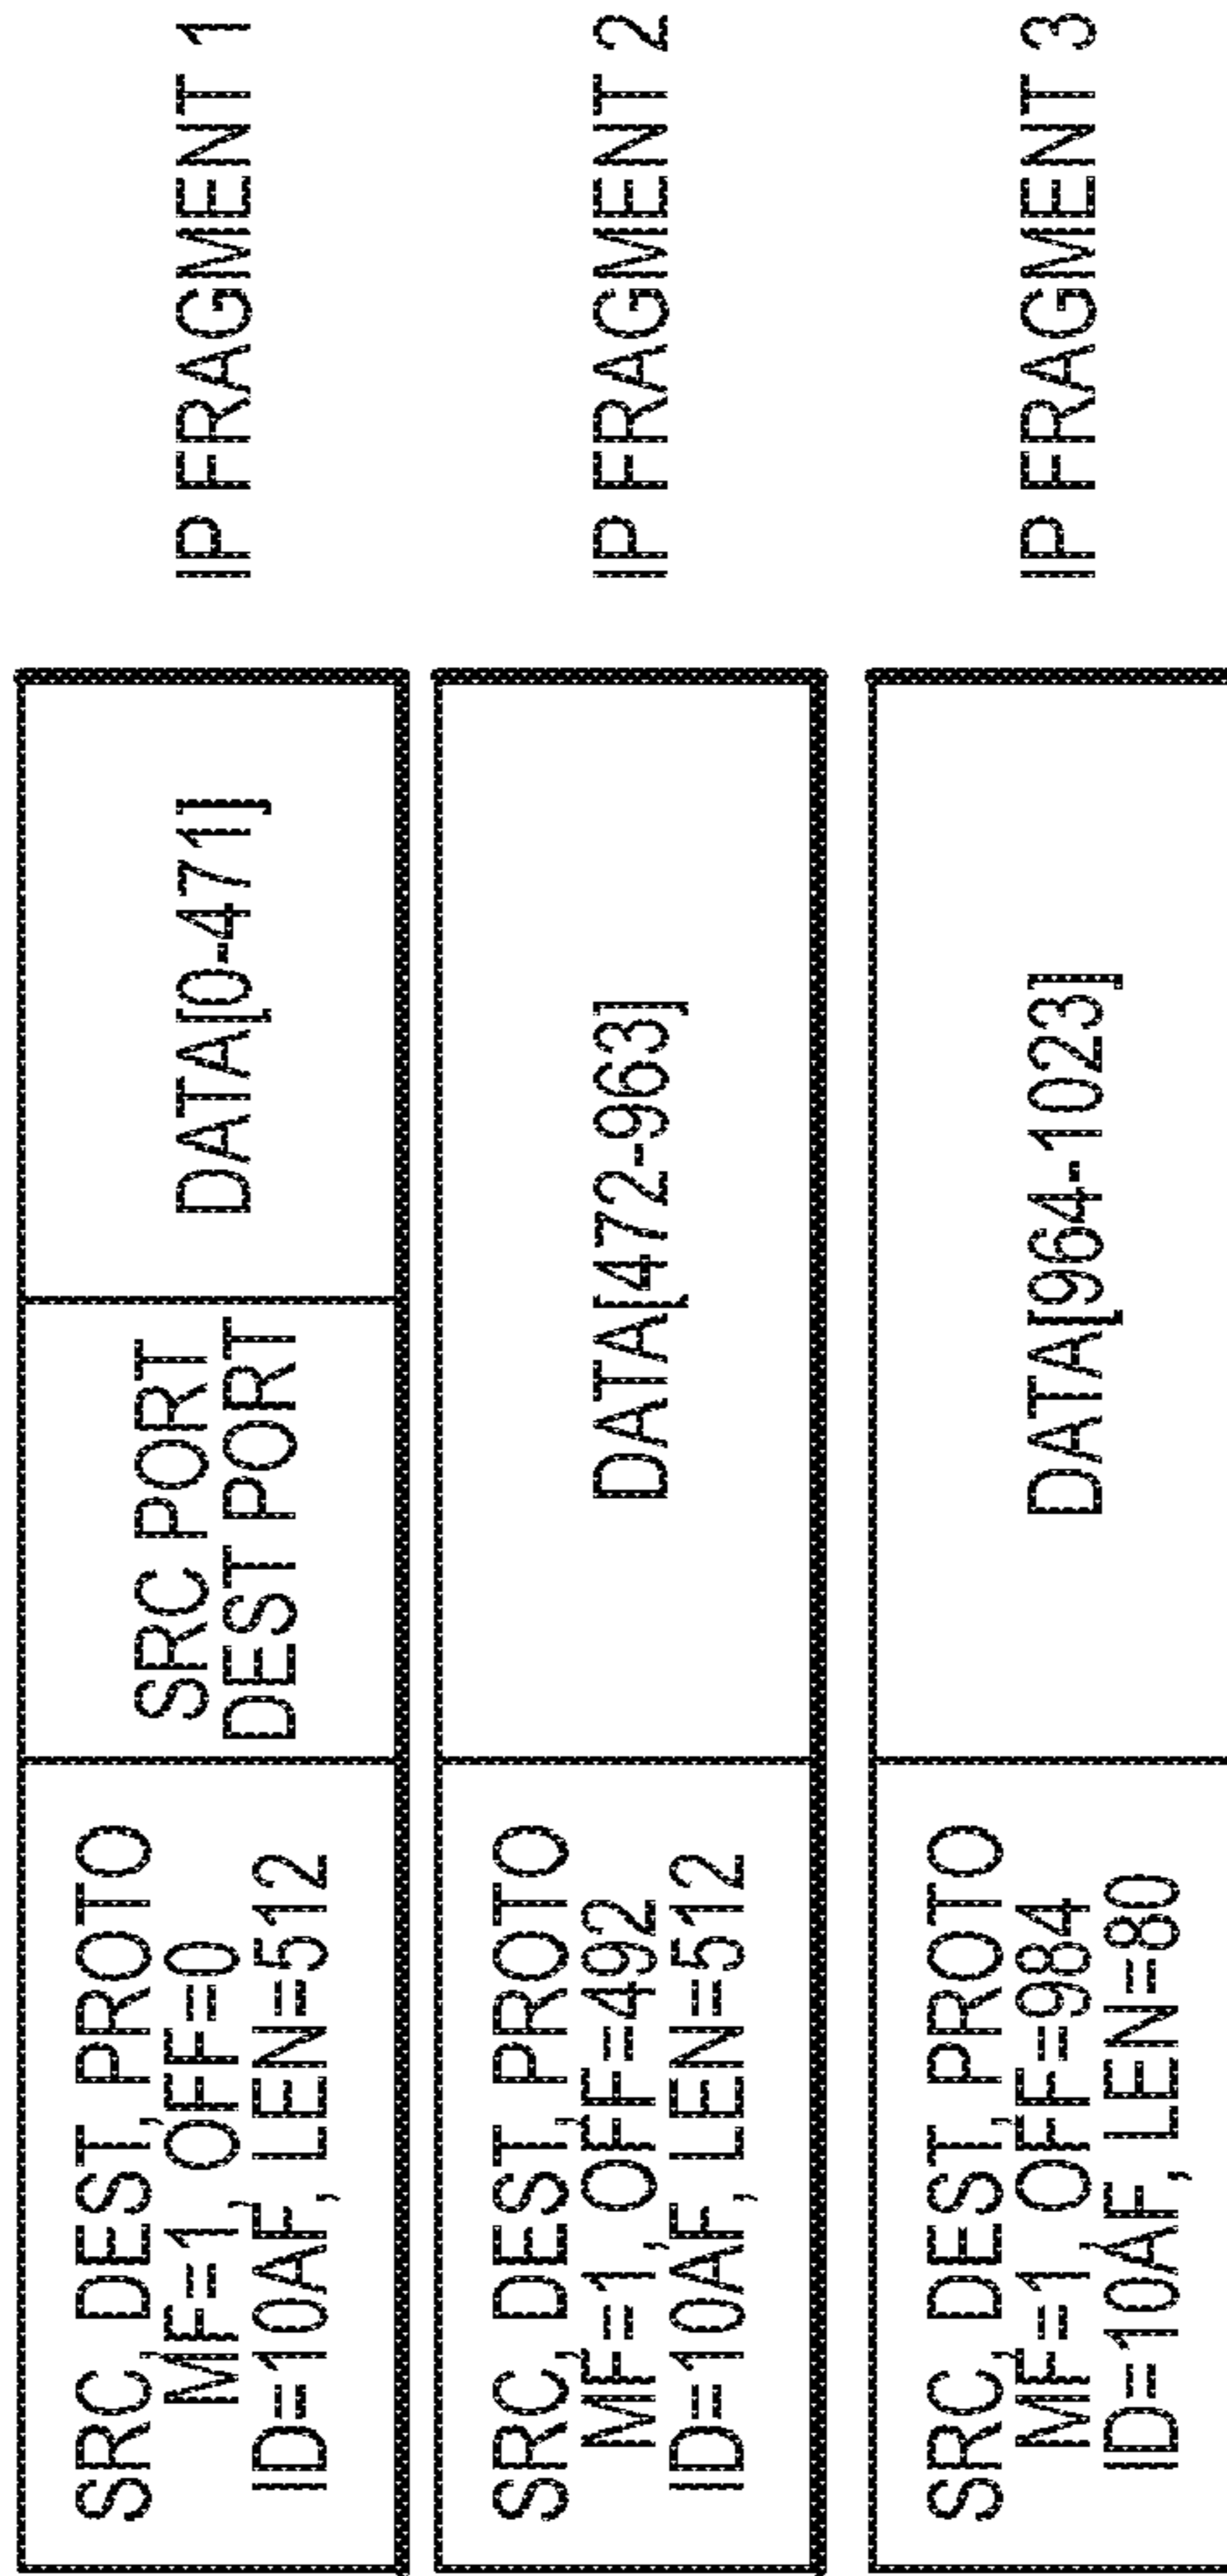 SRC, DEST, PROTO
MF=1, OFF=0
ID=10AF, LEN=512
SRC PORT
DEST PORT
DATA[0-471]
IP FRAGMENT 1
SRC, DEST, PROTO
MF=1, OFF=492
ID=10AF, LEN=512
DATA[472-963]
IP FRAGMENT 2
SRC, DEST, PROTO
MF=1, OFF=984
ID=10AF, LEN=80
DATA[964-1023]
IP FRAGMENT 3